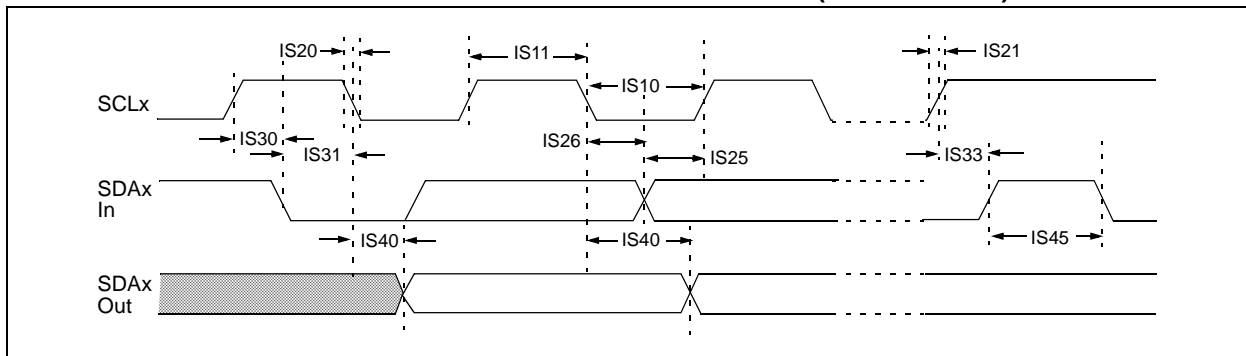 IS20
IS11
IS10
IS21
SCLx
IS30
IS31
IS26
IS25
IS33
SDAx
In
IS40
IS40
IS45
SDAx
Out